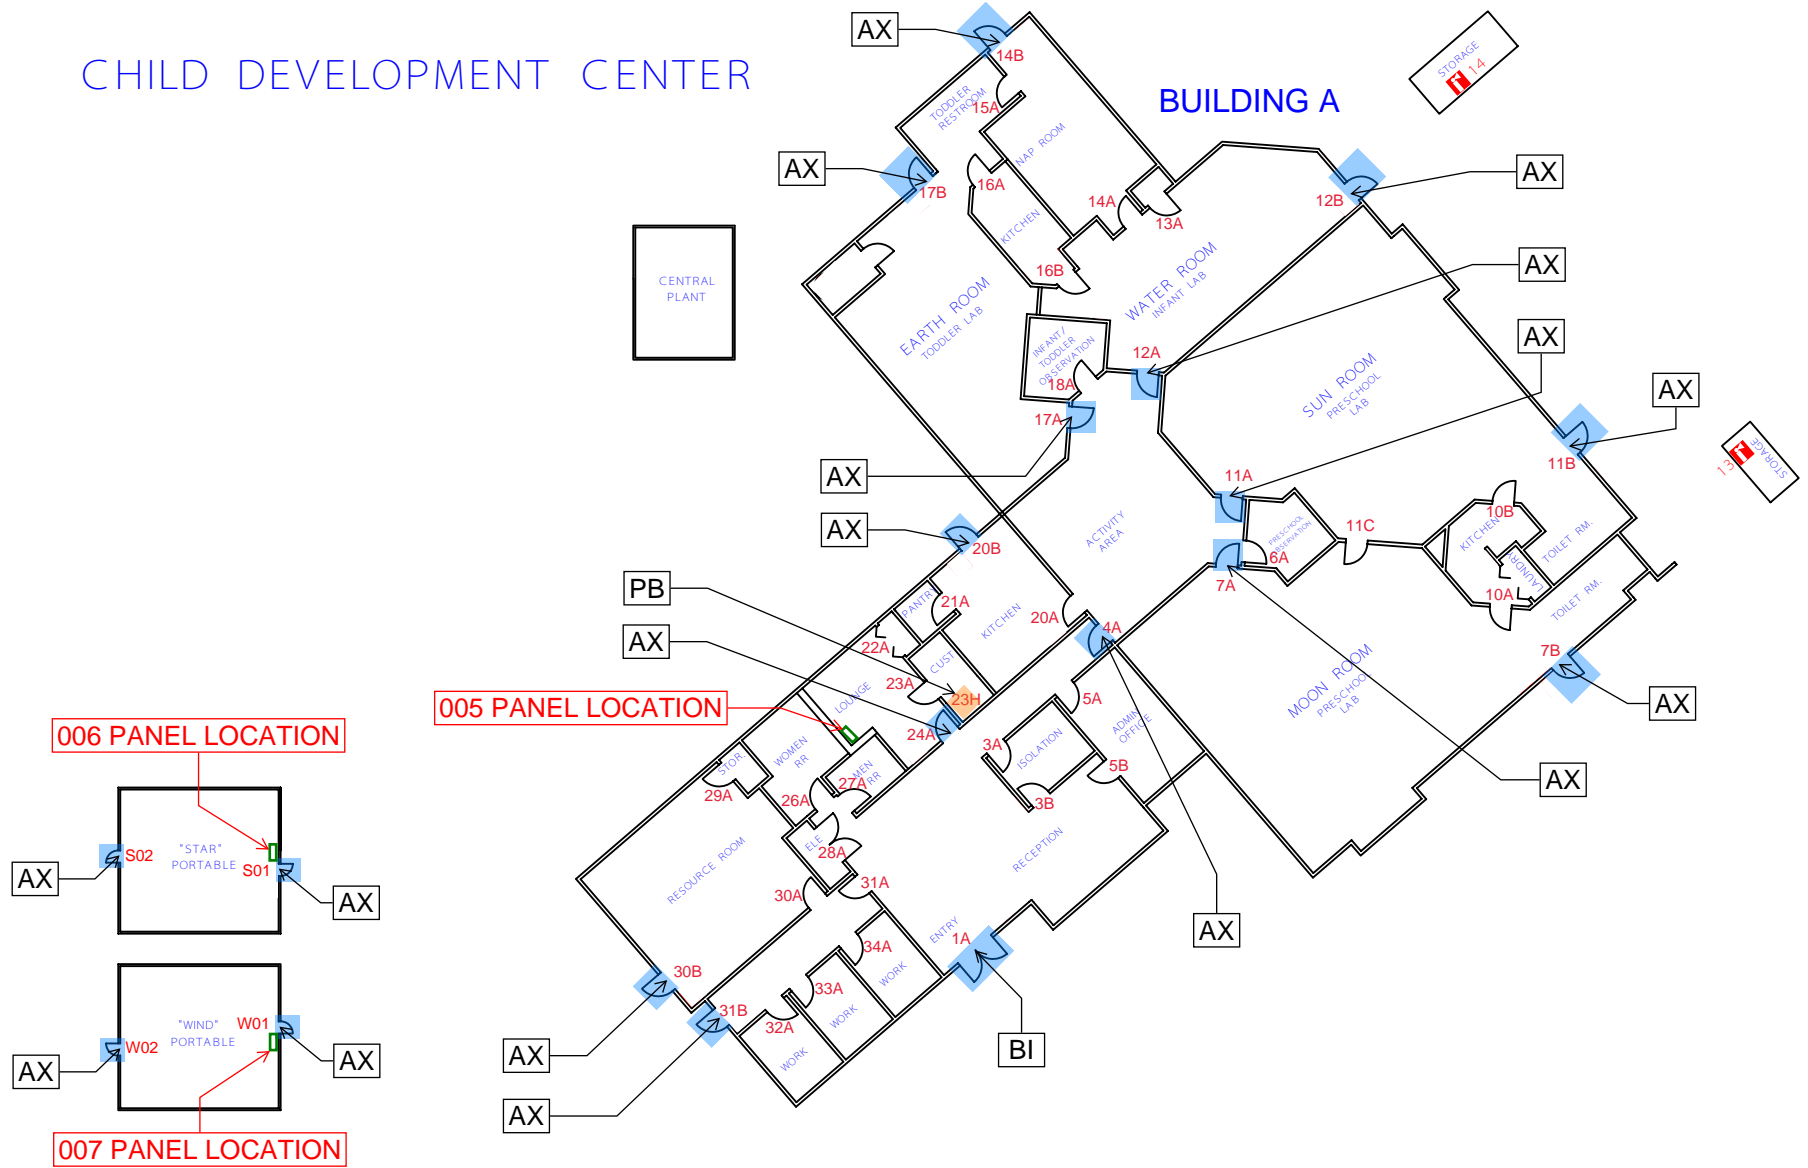 CHILD DEVELOPMENT CENTER
BUILDING A
AX
14B
STORAGE
14
TODDLER
RESTROOM
15A
NAP ROOM
AX
17B
16A
14A
13A
12B
AX
KITCHEN
16B
WATER ROOM
INFANT LAB
AX
CENTRAL
PLANT
EARTH ROOM
TODDLER LAB
INFANT/
TODDLER
OBSERVATION
18A
12A
AX
SUN ROOM
PRESCHOOL
LAB
AX
17A
11B
STORAGE
13
AX
11A
AX
20B
ACTIVITY
AREA
PRESCHOOL
OBSERVATION
11C
10B
KITCHEN
TOILET RM.
LAUNDRY
6A
7A
10A
TOILET RM.
PB
PANTRY
21A
KITCHEN
20A
4A
AX
22A
CUST
23A
23H
LOUNGE
7B
MOON ROOM
PRESCHOOL
LAB
AX
005 PANEL LOCATION
24A
5A
ADMIN
OFFICE
006 PANEL LOCATION
STOR.
WOMEN
RR
MEN
RR
3A
ISOLATION
5B
AX
29A
26A
27A
3B
"STAR"
PORTABLE
S02
S01
AX
AX
ELE
28A
RECEPTION
RESOURCE ROOM
30A
31A
34A
ENTRY
1A
AX
WORK
30B
33A
31B
32A
WORK
WORK
"WIND"
PORTABLE
W01
W02
AX
AX
AX
BI
AX
007 PANEL LOCATION